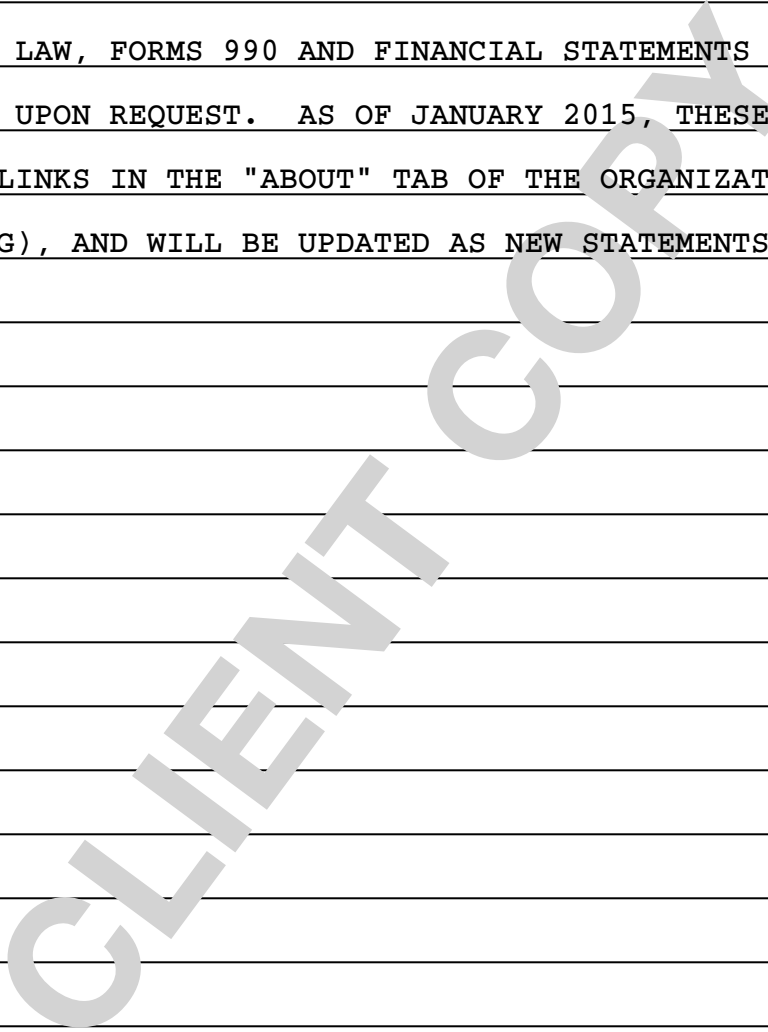 LAW, FORMS 990 AND FINANCIAL STATEMENTS
UPON REQUEST. AS OF JANUARY 2015, THESE
LINKS IN THE "ABOUT" TAB OF THE ORGANIZAT
G), AND WILL BE UPDATED AS NEW STATEMENTS
CLIENT COPY